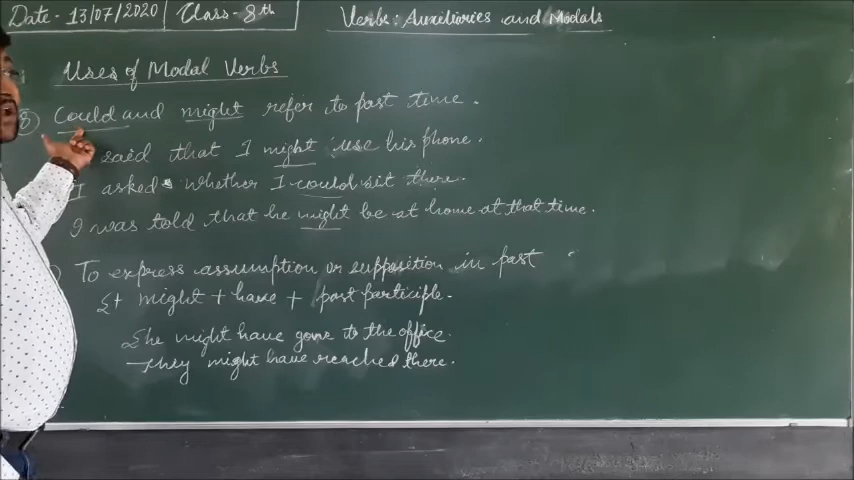 Date - 13/07/2020 Class - 8th Verbs: Auxiliaries and Modals
Uses of Modal Verbs
8) Could and might refer to past time.
said that I might use his phone.
I asked whether I could sit there.
I was told that he might be at home at that time.
) To express assumption or supposition in past
St might + have + past participle.
She might have gone to the office.
They might have reached there.